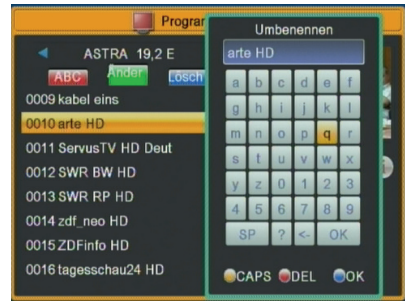 Program
ASTRA 19,2 E
ABC Änder Lösch
0009 kabel eins
0010 arte HD
0011 ServusTV HD Deut
0012 SWR BW HD
0013 SWR RP HD
0014 zdf_neo HD
0015 ZDFinfo HD
0016 tagesschau24 HD
Umbenennen
arte HD
a b c d e f
g h i j k l
m n o p q r
s t u v w x
y z 0 1 2 3
4 5 6 7 8 9
SP ? <- OK
CAPS DEL OK